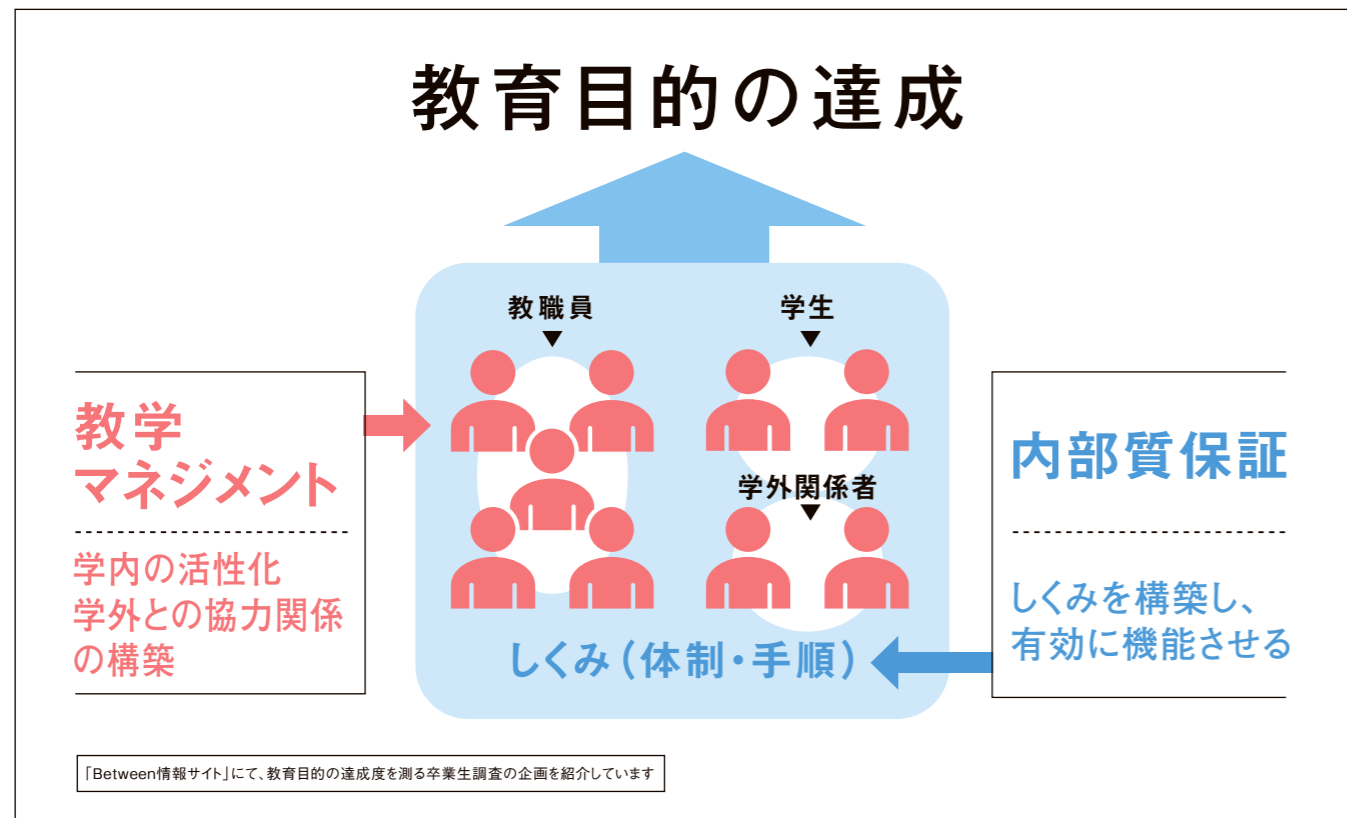 教育目的の達成
教職員
学生
教学
マネジメント
学内の活性化
学外との協力関係
の構築
学外関係者
しくみ（体制・手順）
内部質保証
しくみを構築し、
有効に機能させる
「Between情報サイト」にて、教育目的の達成度を測る卒業生調査の企画を紹介しています